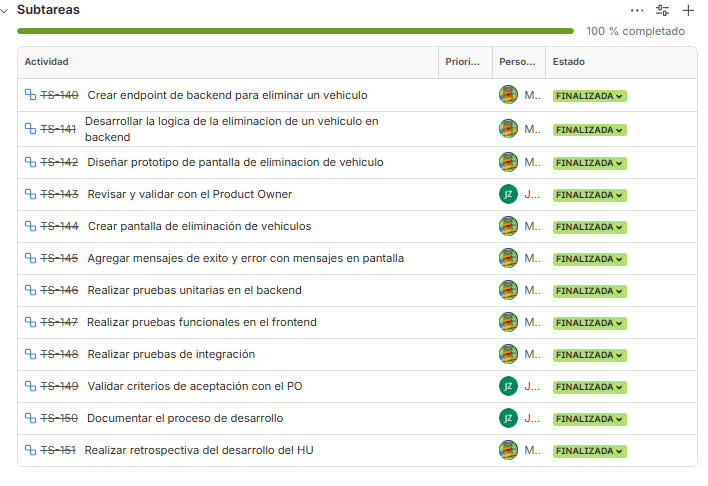 Subtareas
100 % completado
Actividad Priori... Perso... Estado
TS-140 Crear endpoint de backend para eliminar un vehiculo M.. FINALIZADA
TS-141 Desarrollar la logica de la eliminacion de un vehiculo en
backend M.. FINALIZADA
TS-142 Diseñar prototipo de pantalla de eliminacion de vehiculo M.. FINALIZADA
TS-143 Revisar y validar con el Product Owner JZ J... FINALIZADA
TS-144 Crear pantalla de eliminación de vehiculos M.. FINALIZADA
TS-145 Agregar mensajes de exito y error con mensajes en pantalla M.. FINALIZADA
TS-146 Realizar pruebas unitarias en el backend M.. FINALIZADA
TS-147 Realizar pruebas funcionales en el frontend M.. FINALIZADA
TS-148 Realizar pruebas de integración M.. FINALIZADA
TS-149 Validar criterios de aceptación con el PO JZ J... FINALIZADA
TS-150 Documentar el proceso de desarrollo JZ J... FINALIZADA
TS-151 Realizar retrospectiva del desarrollo del HU M.. FINALIZADA